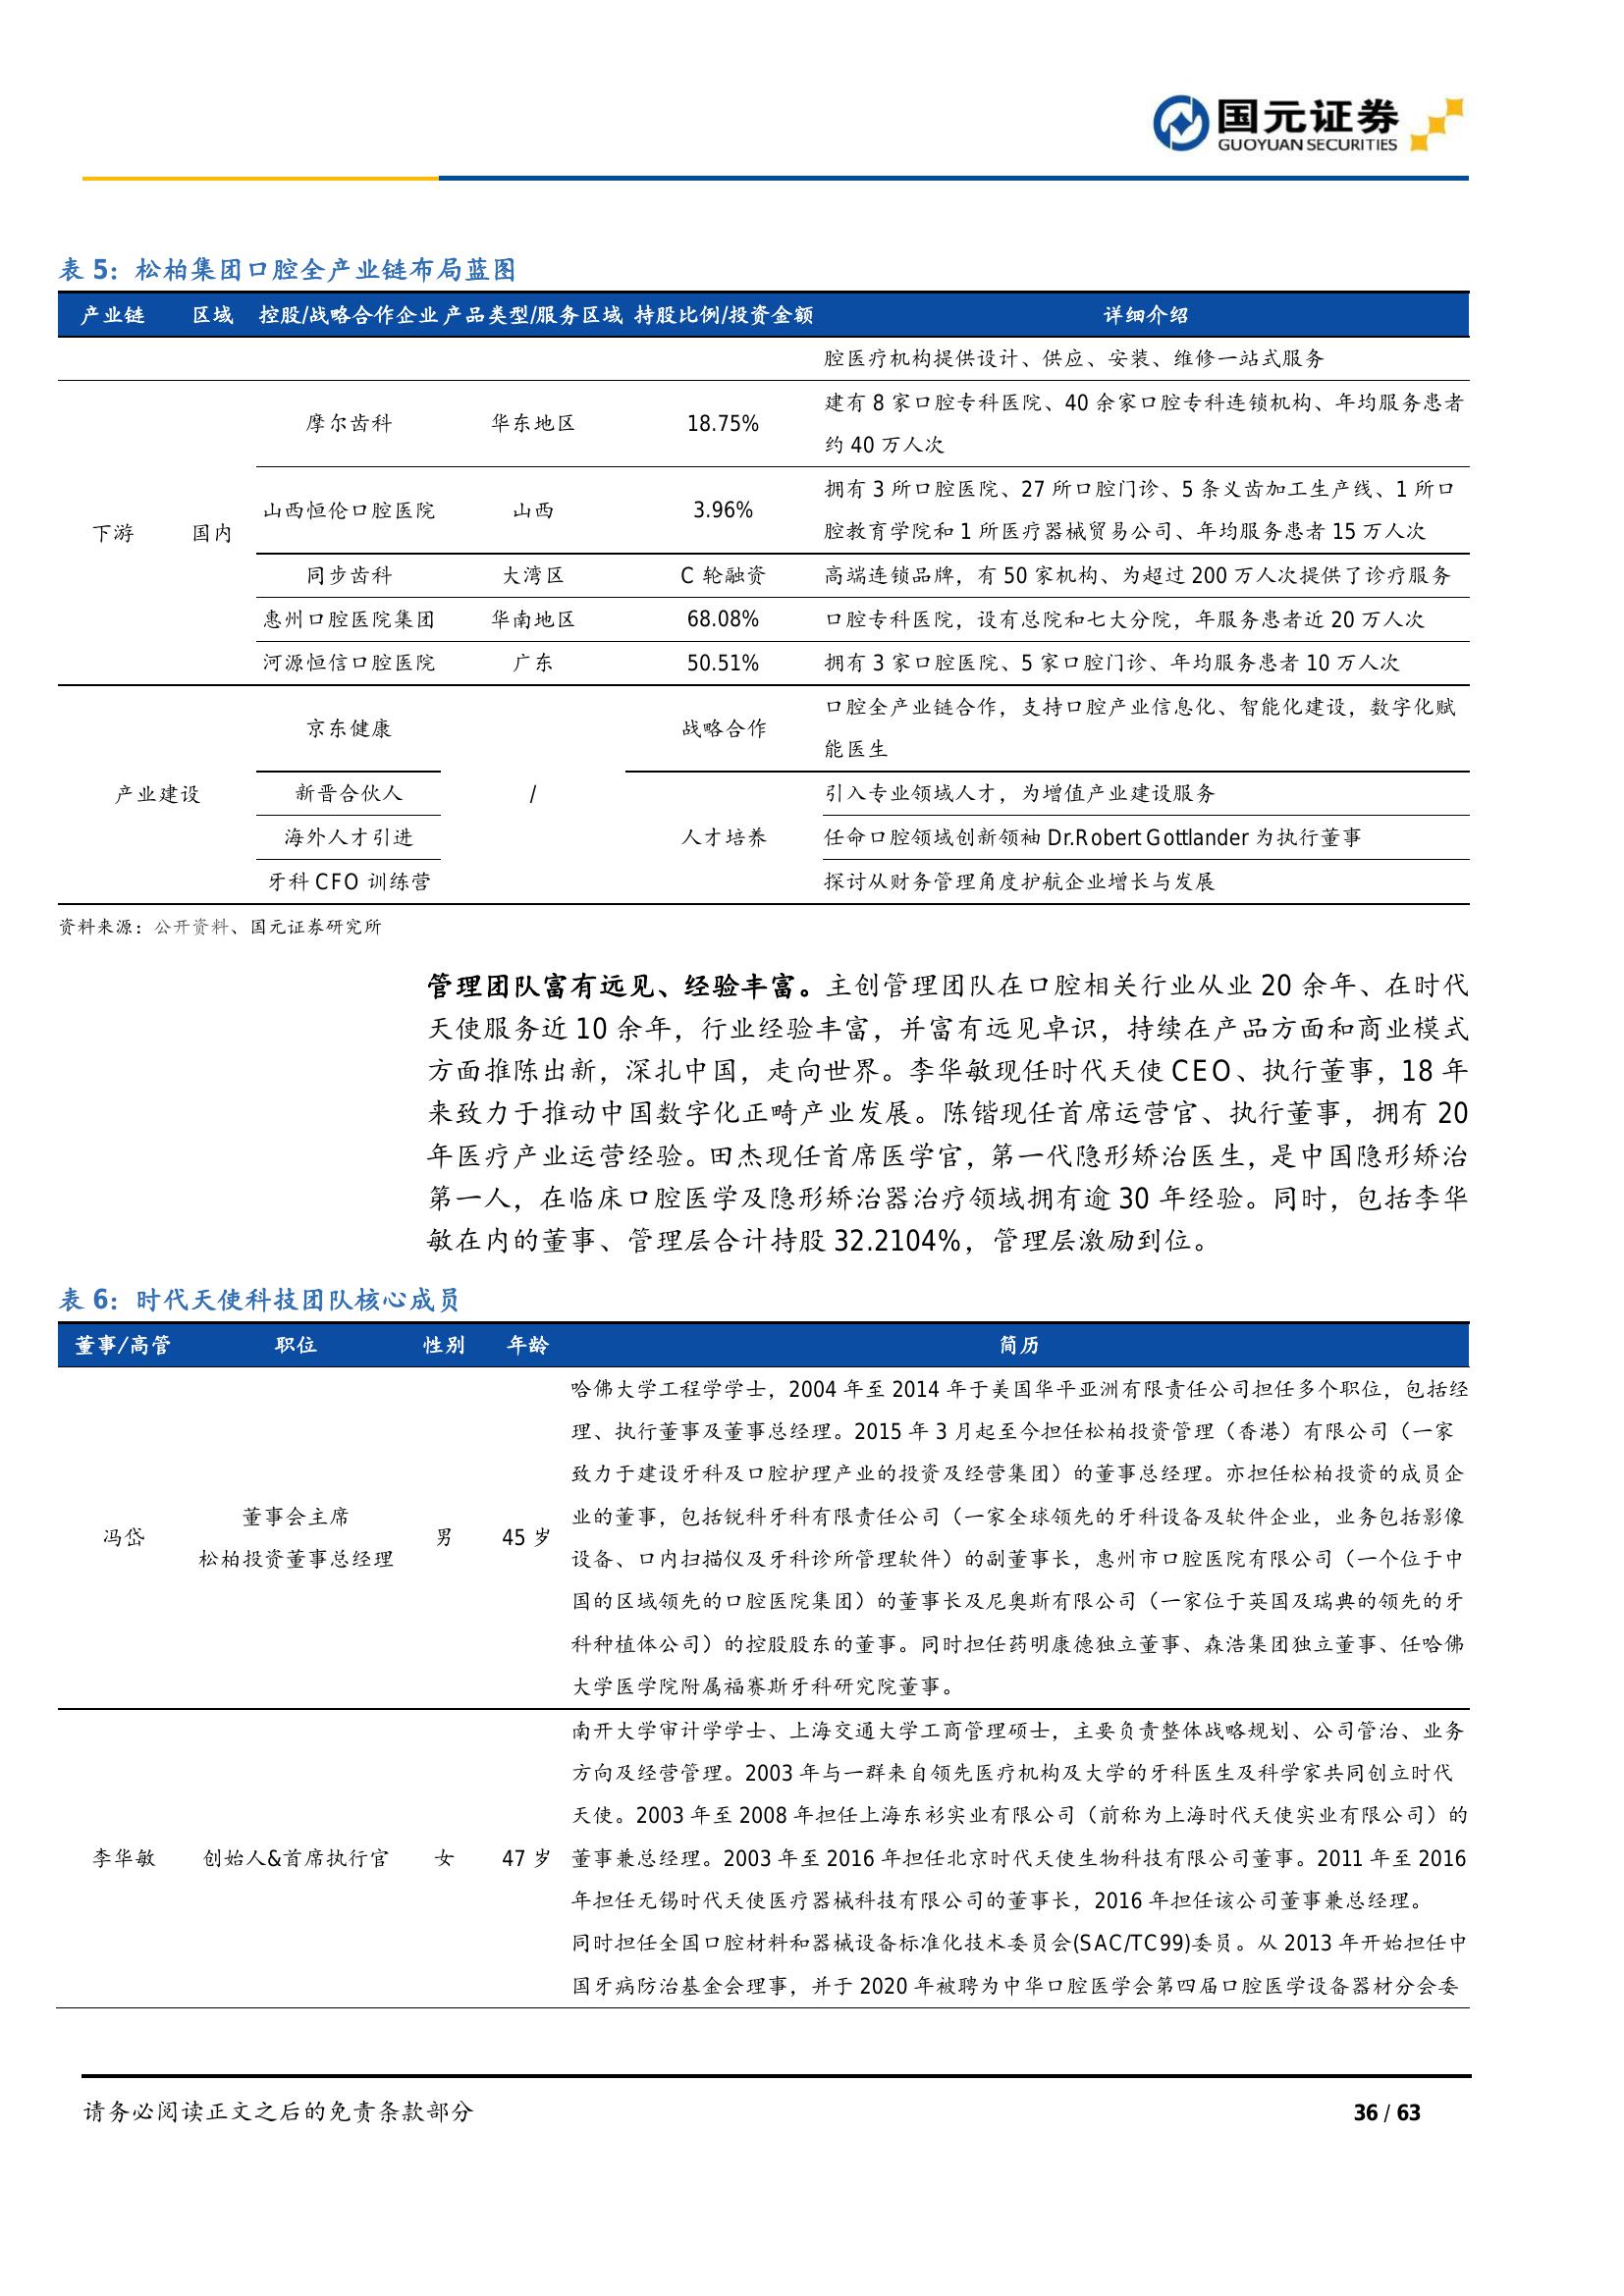 国元证券
GUOYUAN SECURITIES
表 5：松柏集团口腔全产业链布局蓝图
产业链 区域 控股/战略合作企业 产品类型/服务区域 持股比例/投资金额 详细介绍
腔医疗机构提供设计、供应、安装、维修一站式服务
下游 国内
摩尔齿科 华东地区 18.75% 建有 8 家口腔专科医院、40 余家口腔专科连锁机构、年均服务患者
约 40 万人次
山西恒伦口腔医院 山西 3.96% 拥有 3 所口腔医院、27 所口腔门诊、5 条义齿加工生产线、1 所口
腔教育学院和 1 所医疗器械贸易公司、年均服务患者 15 万人次
同步齿科 大湾区 C 轮融资 高端连锁品牌，有 50 家机构、为超过 200 万人次提供了诊疗服务
惠州口腔医院集团 华南地区 68.08% 口腔专科医院，设有总院和七大分院，年服务患者近 20 万人次
河源恒信口腔医院 广东 50.51% 拥有 3 家口腔医院、5 家口腔门诊、年均服务患者 10 万人次
产业建设 /
京东健康 战略合作 口腔全产业链合作，支持口腔产业信息化、智能化建设，数字化赋
能医生
新晋合伙人 引入专业领域人才，为增值产业建设服务
海外人才引进 人才培养 任命口腔领域创新领袖 Dr.Robert Gottlander 为执行董事
牙科 CFO 训练营 探讨从财务管理角度护航企业增长与发展
资料来源：公开资料、国元证券研究所
管理团队富有远见、经验丰富。主创管理团队在口腔相关行业从业 20 余年、在时代
天使服务近 10 余年，行业经验丰富，并富有远见卓识，持续在产品方面和商业模式
方面推陈出新，深扎中国，走向世界。李华敏现任时代天使 CEO、执行董事，18 年
来致力于推动中国数字化正畸产业发展。陈锴现任首席运营官、执行董事，拥有 20
年医疗产业运营经验。田杰现任首席医学官，第一代隐形矫治医生，是中国隐形矫治
第一人，在临床口腔医学及隐形矫治器治疗领域拥有逾 30 年经验。同时，包括李华
敏在内的董事、管理层合计持股 32.2104%，管理层激励到位。
表 6：时代天使科技团队核心成员
董事/高管 职位 性别 年龄 简历
冯岱 董事会主席
松柏投资董事总经理 男 45 岁
哈佛大学工程学学士，2004 年至 2014 年于美国华平亚洲有限责任公司担任多个职位，包括经
理、执行董事及董事总经理。2015 年 3 月起至今担任松柏投资管理（香港）有限公司（一家
致力于建设牙科及口腔护理产业的投资及经营集团）的董事总经理。亦担任松柏投资的成员企
业的董事，包括锐科牙科有限责任公司（一家全球领先的牙科设备及软件企业，业务包括影像
设备、口内扫描仪及牙科诊所管理软件）的副董事长，惠州市口腔医院有限公司（一个位于中
国的区域领先的口腔医院集团）的董事长及尼奥斯有限公司（一家位于英国及瑞典的领先的牙
科种植体公司）的控股股东的董事。同时担任药明康德独立董事、森浩集团独立董事、任哈佛
大学医学院附属福赛斯牙科研究院董事。
李华敏 创始人&首席执行官 女 47 岁
南开大学审计学学士、上海交通大学工商管理硕士，主要负责整体战略规划、公司管治、业务
方向及经营管理。2003 年与一群来自领先医疗机构及大学的牙科医生及科学家共同创立时代
天使。2003 年至 2008 年担任上海东衫实业有限公司（前称为上海时代天使实业有限公司）的
董事兼总经理。2003 年至 2016 年担任北京时代天使生物科技有限公司董事。2011 年至 2016
年担任无锡时代天使医疗器械科技有限公司的董事长，2016 年担任该公司董事兼总经理。
同时担任全国口腔材料和器械设备标准化技术委员会(SAC/TC99)委员。从 2013 年开始担任中
国牙病防治基金会理事，并于 2020 年被聘为中华口腔医学会第四届口腔医学设备器材分会委
请务必阅读正文之后的免责条款部分
36 / 63